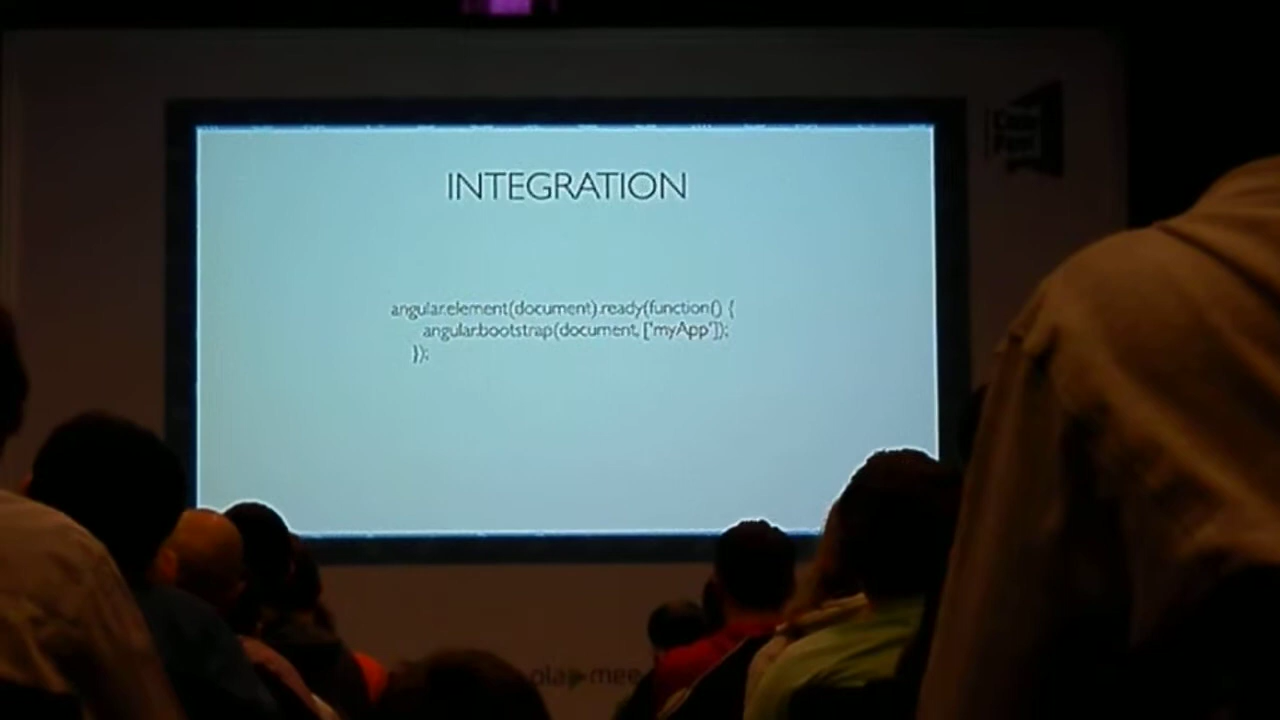 INTEGRATION
angular.element(document).ready(function() {
angular.bootstrap(document, ['myApp']);
});